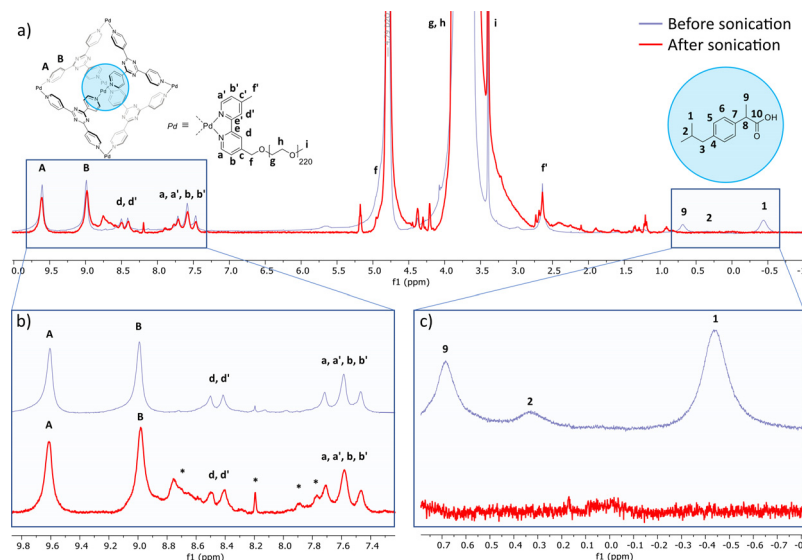 a)
Before sonication
After sonication
Pd
A B
N
Pd ≡
a' b' c' f'
d'
e'
e
d
a b c f
O g h O i
220
g, h
i
f
f'
1 2 3 4 5 6 7 8 9 10
OH
O
A
B
d, d'
a, a', b, b'
9
2
1
10.0 9.5 9.0 8.5 8.0 7.5 7.0 6.5 6.0 5.5 5.0 4.5 4.0 3.5 3.0 2.5 2.0 1.5 1.0 0.5 0.0 -0.5
f1 (ppm)
b)
A
B
d, d'
a, a', b, b'
A
B
*
d, d'
*
*
*
a, a', b, b'
9.8 9.6 9.4 9.2 9.0 8.8 8.6 8.4 8.2 8.0 7.8 7.6 7.4
f1 (ppm)
c)
9
2
1
0.7 0.6 0.5 0.4 0.3 0.2 0.1 0.0 -0.1 -0.2 -0.3 -0.4 -0.5 -0.6
f1 (ppm)